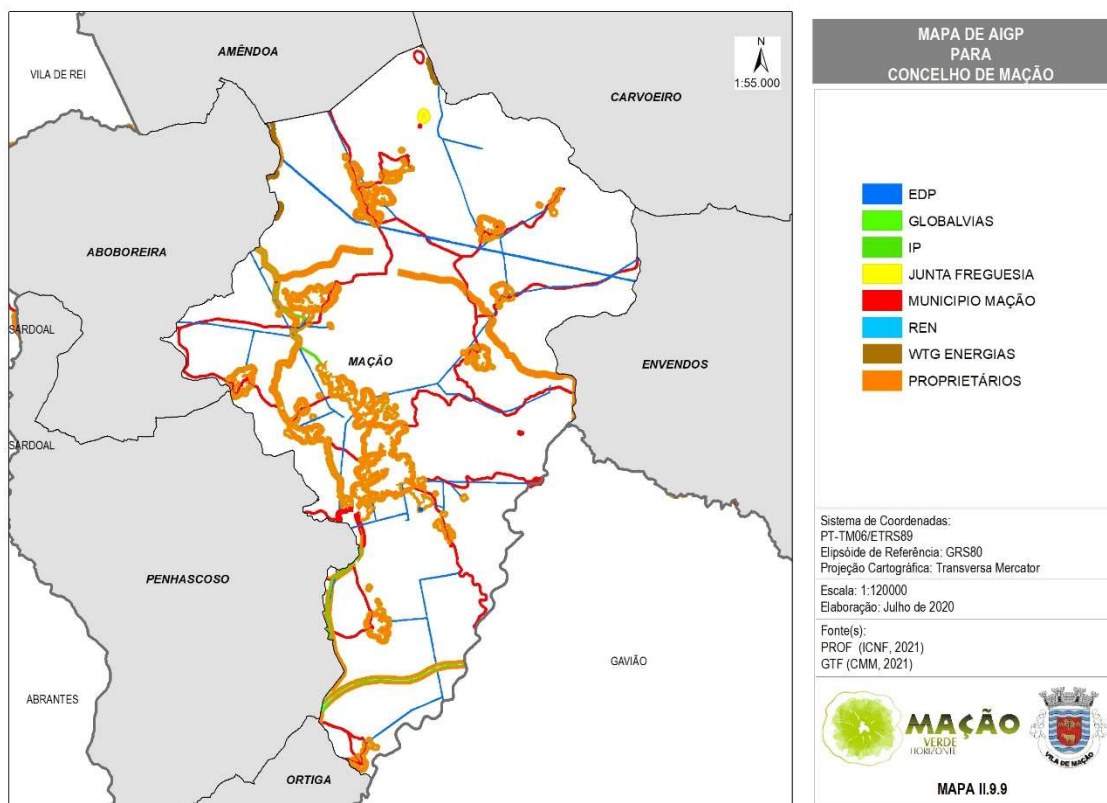 AMÊNDOA
VILA DE REI
N
1:55.000
CARVOEIRO
ABOBOREIRA
SARDOAL
MAÇÃO
ENVENDOS
SARDOAL
PENHASCOSO
GAVIÃO
ABRANTES
ORTIGA
MAPA DE AIGP
PARA
CONCELHO DE MAÇÃO
EDP
GLOBALVIAS
IP
JUNTA FREGUESIA
MUNICIPIO MAÇÃO
REN
WTG ENERGIAS
PROPRIETÁRIOS
Sistema de Coordenadas:
PT-TM06/ETRS89
Elipsóide de Referência: GRS80
Projeção Cartográfica: Transversa Mercator
Escala: 1:120000
Elaboração: Julho de 2020
Fonte(s):
PROF (ICNF, 2021)
GTF (CMM, 2021)
MAÇÃO
VERDE
HORIZONTE
VILA DE MAÇÃO
MAPA II.9.9